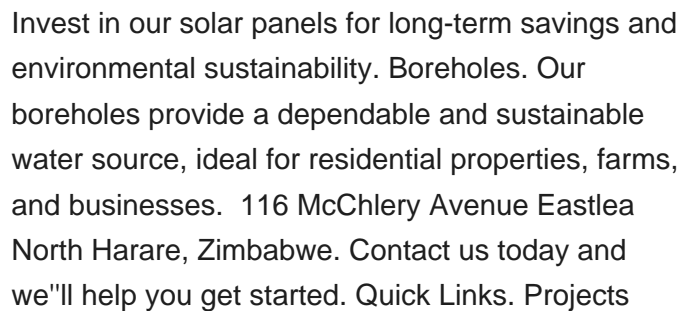 Invest in our solar panels for long-term savings and
environmental sustainability. Boreholes. Our
boreholes provide a dependable and sustainable
water source, ideal for residential properties, farms,
and businesses.  116 McChlery Avenue Eastlea
North Harare, Zimbabwe. Contact us today and
we"ll help you get started. Quick Links. Projects